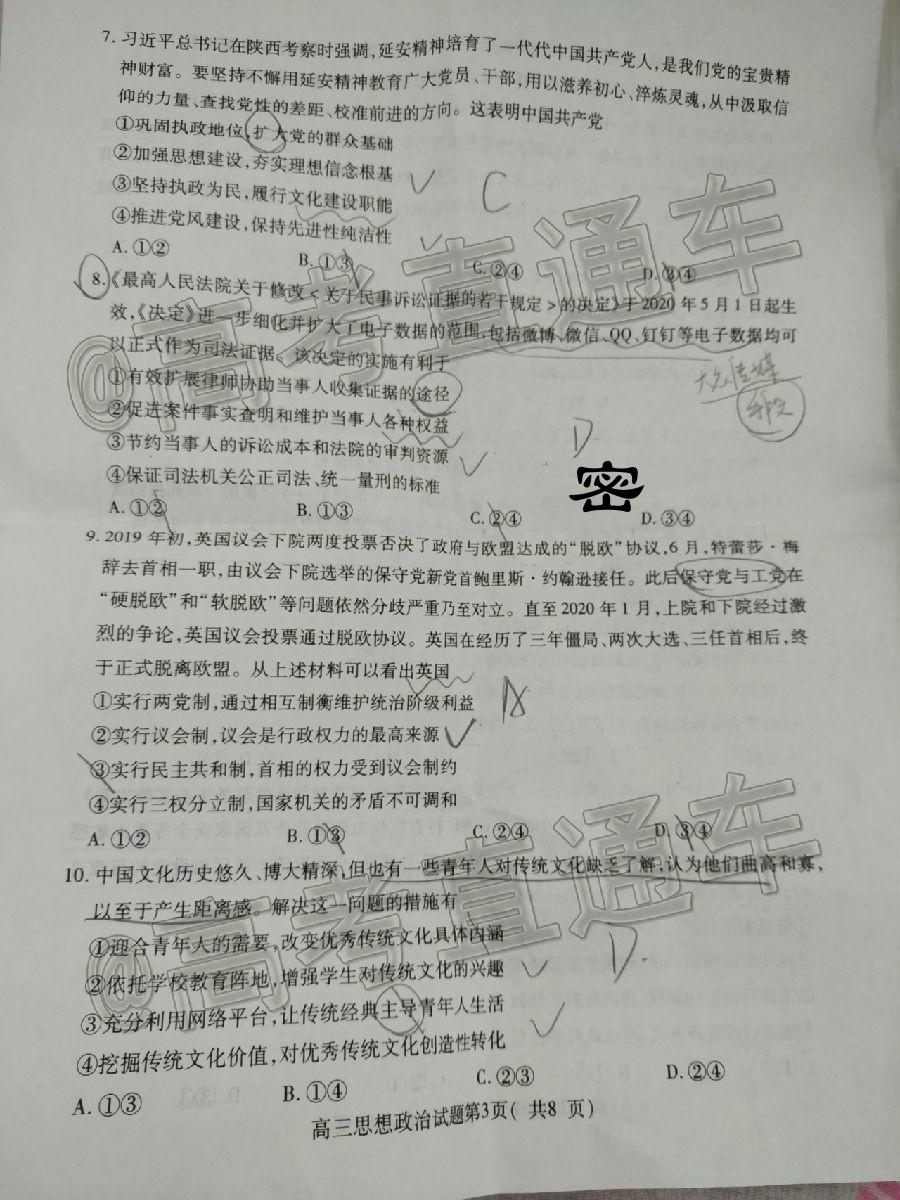 7. 习近平总书记在陕西考察时强调,延安精神培育了一代代中国共产党人,是我们党的宝贵精
神财富。要坚持不懈用延安精神教育广大党员、干部,用以滋养初心、淬炼灵魂,从中汲取信
仰的力量、查找党性的差距、校准前进的方向。这表明中国共产党
①巩固执政地位,扩大党的群众基础
②加强思想建设,夯实理想信念根基
③坚持执政为民,履行文化建设职能
④推进党风建设,保持先进性纯洁性
C
A. ①② B. ①③ C. ②④ D. ③④
8.《最高人民法院关于修改<关于民事诉讼证据的若干规定>的决定》于2020年5月1日起生
效,《决定》进一步细化并扩大了电子数据的范围,包括微博、微信、QQ、钉钉等电子数据均可
以正式作为司法证据。该决定的实施有利于
①有效扩展律师协助当事人收集证据的途径
②促进案件事实查明和维护当事人各种权益
③节约当事人的诉讼成本和法院的审判资源
④保证司法机关公正司法、统一量刑的标准
D
密
A. ①② B. ①③ C. ②④ D. ③④
9. 2019年初,英国议会下院两度投票否决了政府与欧盟达成的“脱欧”协议,6月,特蕾莎·梅
辞去首相一职,由议会下院选举的保守党新党首鲍里斯·约翰逊接任。此后保守党与工党在
“硬脱欧”和“软脱欧”等问题依然分歧严重乃至对立。直至2020年1月,上院和下院经过激
烈的争论,英国议会投票通过脱欧协议。英国在经历了三年僵局、两次大选、三任首相后,终
于正式脱离欧盟。从上述材料可以看出英国
①实行两党制,通过相互制衡维护统治阶级利益
②实行议会制,议会是行政权力的最高来源
③实行民主共和制,首相的权力受到议会制约
④实行三权分立制,国家机关的矛盾不可调和
A. ①② B. ①③ C. ②④ D. ③④
10. 中国文化历史悠久、博大精深,但也有一些青年人对传统文化缺乏了解,认为他们曲高和寡,
以至于产生距离感。解决这一问题的措施有
①迎合青年人的需要,改变优秀传统文化具体内涵
②依托学校教育阵地,增强学生对传统文化的兴趣
D.
③充分利用网络平台,让传统经典主导青年人生活
④挖掘传统文化价值,对优秀传统文化创造性转化
A. ①③ B. ①④ C. ②③ D. ②④
高三思想政治试题第3页( 共8 页)
@高考直通车
@高考直通车